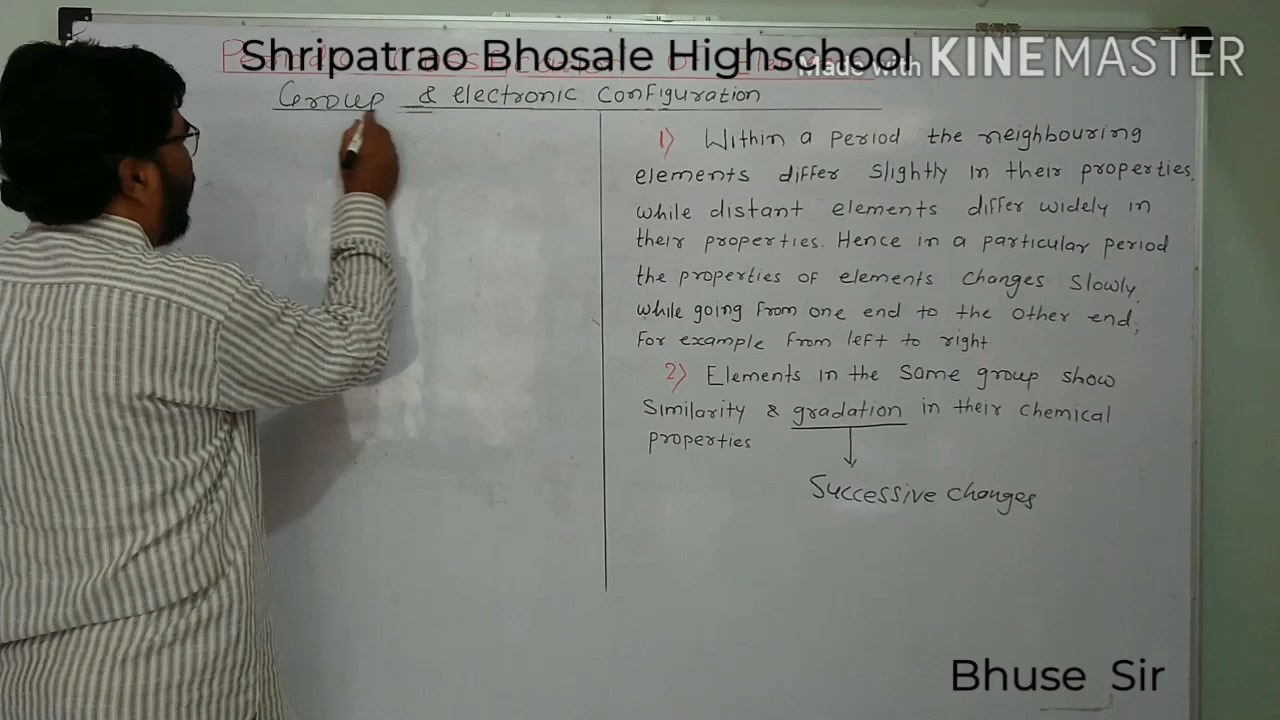 Shripatrao Bhosale Highschool
Made with KINEMASTER
Group & electronic configuration
1) Within a period the neighbouring
elements differ slightly in their properties,
while distant elements differ widely in
their properties. Hence in a particular period
the properties of elements changes slowly,
while going from one end to the other end;
For example from left to right
2) Elements in the same group show
Similarity & gradation in their chemical
properties
Successive changes
Bhuse Sir